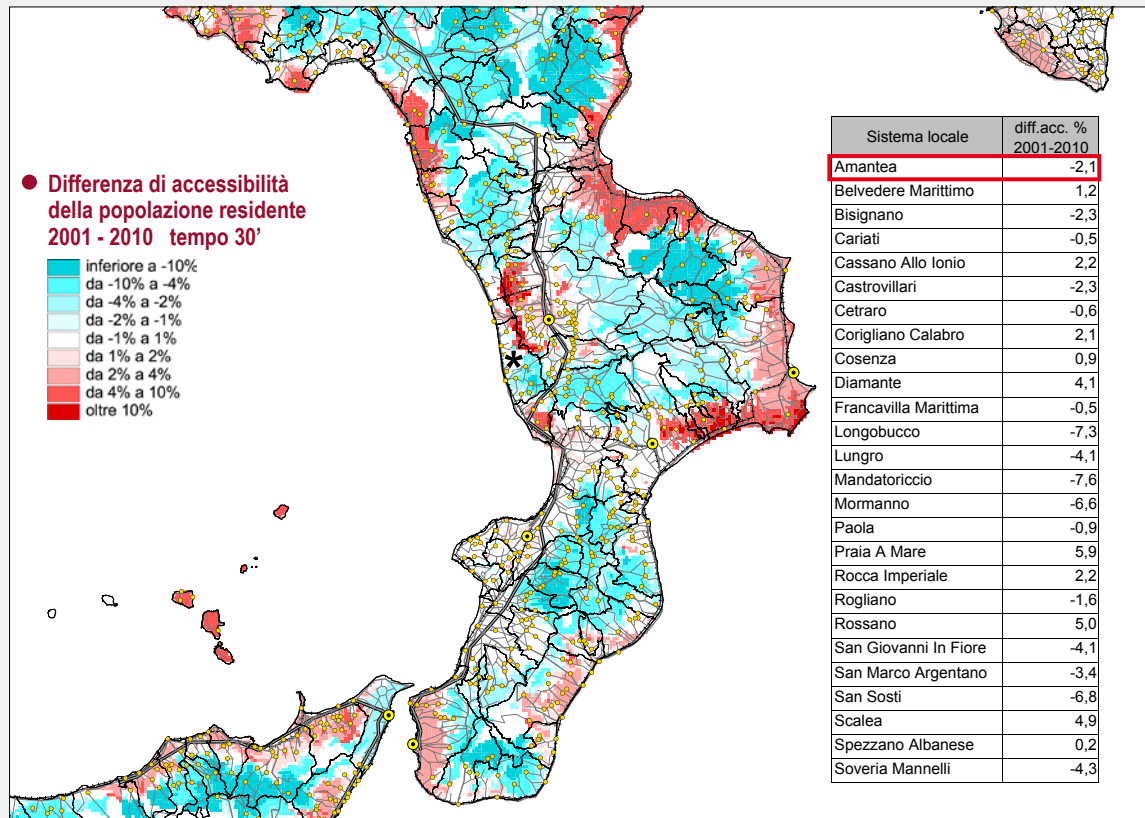 ● Differenza di accessibilità
della popolazione residente
2001 - 2010 tempo 30’
inferiore a -10%
da -10% a -4%
da -4% a -2%
da -2% a -1%
da -1% a 1%
da 1% a 2%
da 2% a 4%
da 4% a 10%
oltre 10%
*
Sistema locale diff.acc. % 2001-2010
Amantea -2,1
Belvedere Marittimo 1,2
Bisignano -2,3
Cariati -0,5
Cassano Allo Ionio 2,2
Castrovillari -2,3
Cetraro -0,6
Corigliano Calabro 2,1
Cosenza 0,9
Diamante 4,1
Francavilla Marittima -0,5
Longobucco -7,3
Lungro -4,1
Mandatoriccio -7,6
Mormanno -6,6
Paola -0,9
Praia A Mare 5,9
Rocca Imperiale 2,2
Rogliano -1,6
Rossano 5,0
San Giovanni In Fiore -4,1
San Marco Argentano -3,4
San Sosti -6,8
Scalea 4,9
Spezzano Albanese 0,2
Soveria Mannelli -4,3